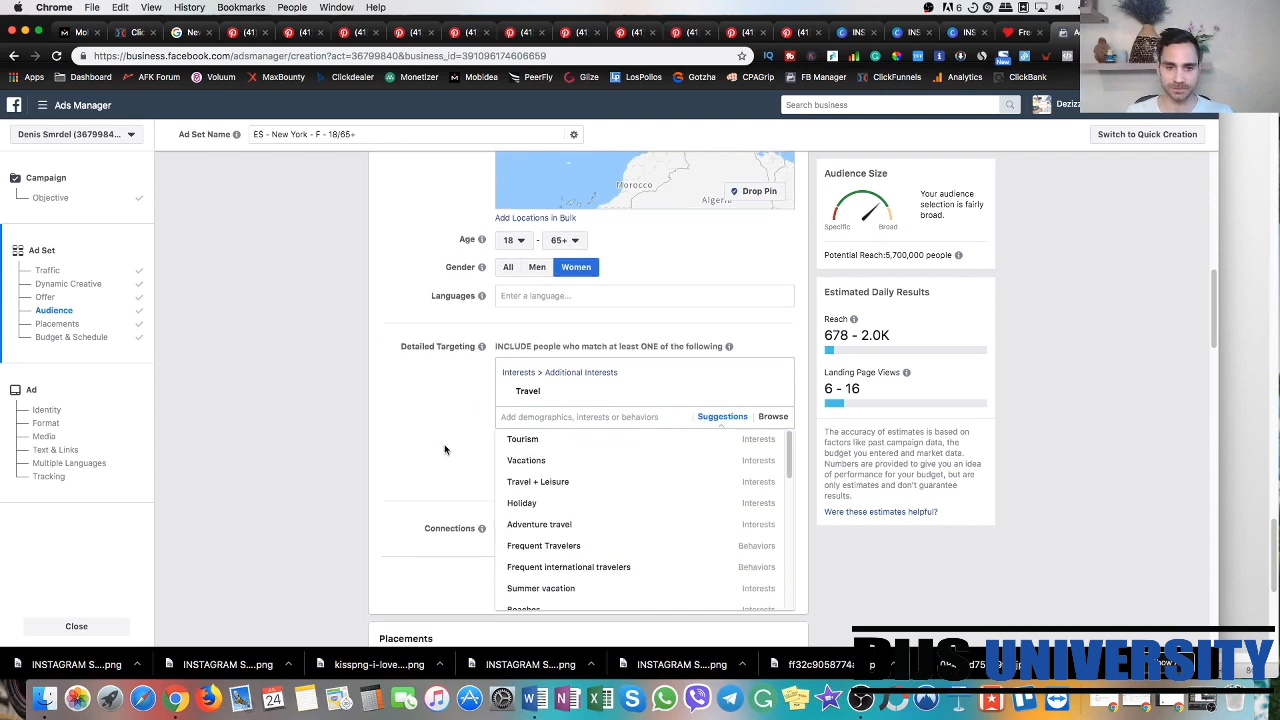 Chrome File Edit View History Bookmarks People Window Help
https://business.facebook.com/adsmanager/creation?act=36799840&business_id=391096174606659
Apps Dashboard AFK Forum Voluum MaxBounty Clickdealer Monetizer Mobidea PeerFly Glize LosPollos Gotzha CPAGrip FB Manager ClickFunnels Analytics ClickBank
Ads Manager
Search business
Denis Smrdel (3679984...
Ad Set Name
ES - New York - F - 18/65+
Switch to Quick Creation
Campaign
Objective
Ad Set
Traffic
Dynamic Creative
Offer
Audience
Placements
Budget & Schedule
Ad
Identity
Format
Media
Text & Links
Multiple Languages
Tracking
Close
Morocco
Algeria
Drop Pin
Add Locations in Bulk
Age 18 - 65+
Gender All Men Women
Languages Enter a language...
Detailed Targeting INCLUDE people who match at least ONE of the following
Interests > Additional Interests
Travel
Add demographics, interests or behaviors Suggestions Browse
Tourism Interests
Vacations Interests
Travel + Leisure Interests
Holiday Interests
Adventure travel Interests
Frequent Travelers Behaviors
Frequent international travelers Behaviors
Summer vacation Interests
Beaches Interests
Connections
Placements
Audience Size
Your audience
selection is fairly
broad.
Specific Broad
Potential Reach:5,700,000 people
Estimated Daily Results
Reach
678 - 2.0K
Landing Page Views
6 - 16
The accuracy of estimates is based on
factors like past campaign data, the
budget you entered and market data.
Numbers are provided to give you an idea
of performance for your budget, but are
only estimates and don't guarantee
results.
Were these estimates helpful?
INSTAGRAM S....png INSTAGRAM S....png kisspng-i-love....png INSTAGRAM S....png INSTAGRAM S....png
UNIVERSITY